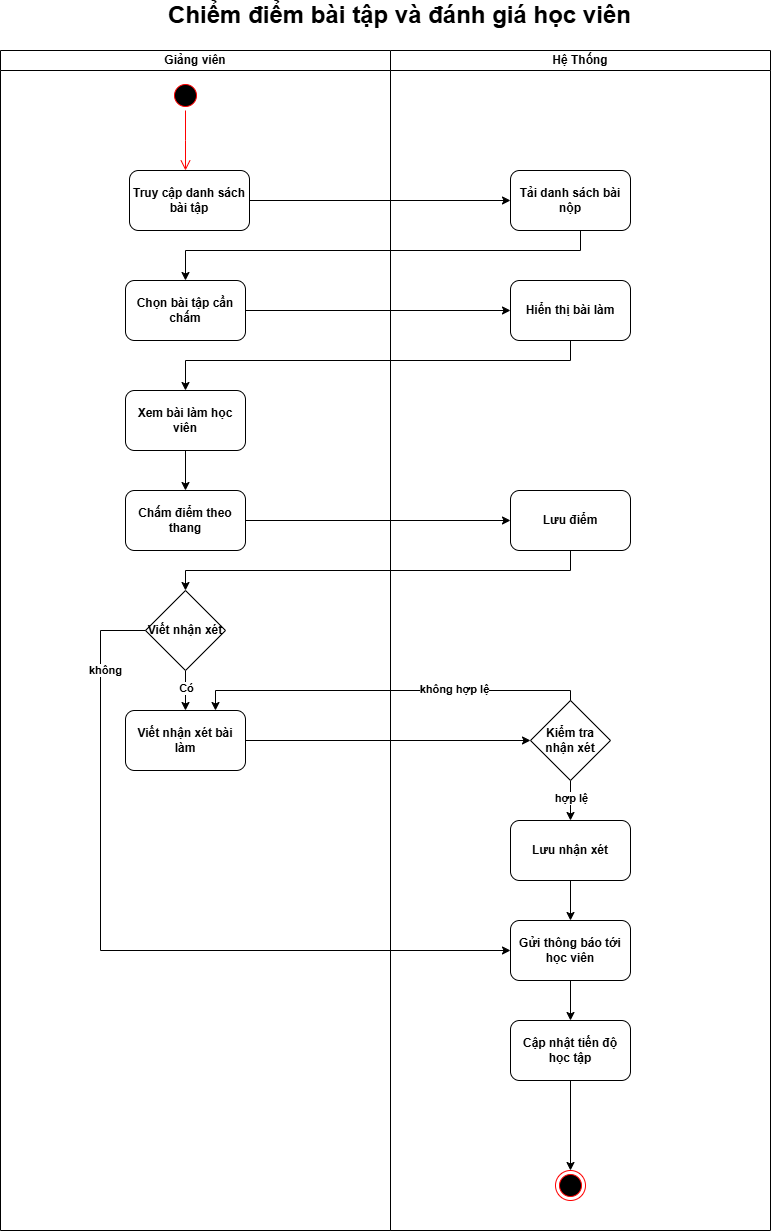 Chiểm điểm bài tập và đánh giá học viên
Giảng viên
Hệ Thống
Truy cập danh sách
bài tập
Tải danh sách bài
nộp
Chọn bài tập cần
chấm
Hiển thị bài làm
Xem bài làm học
viên
Chấm điểm theo
thang
Lưu điểm
Viết nhận xét
không
Có
không hợp lệ
Viết nhận xét bài
làm
Kiểm tra
nhận xét
hợp lệ
Lưu nhận xét
Gửi thông báo tới
học viên
Cập nhật tiến độ
học tập